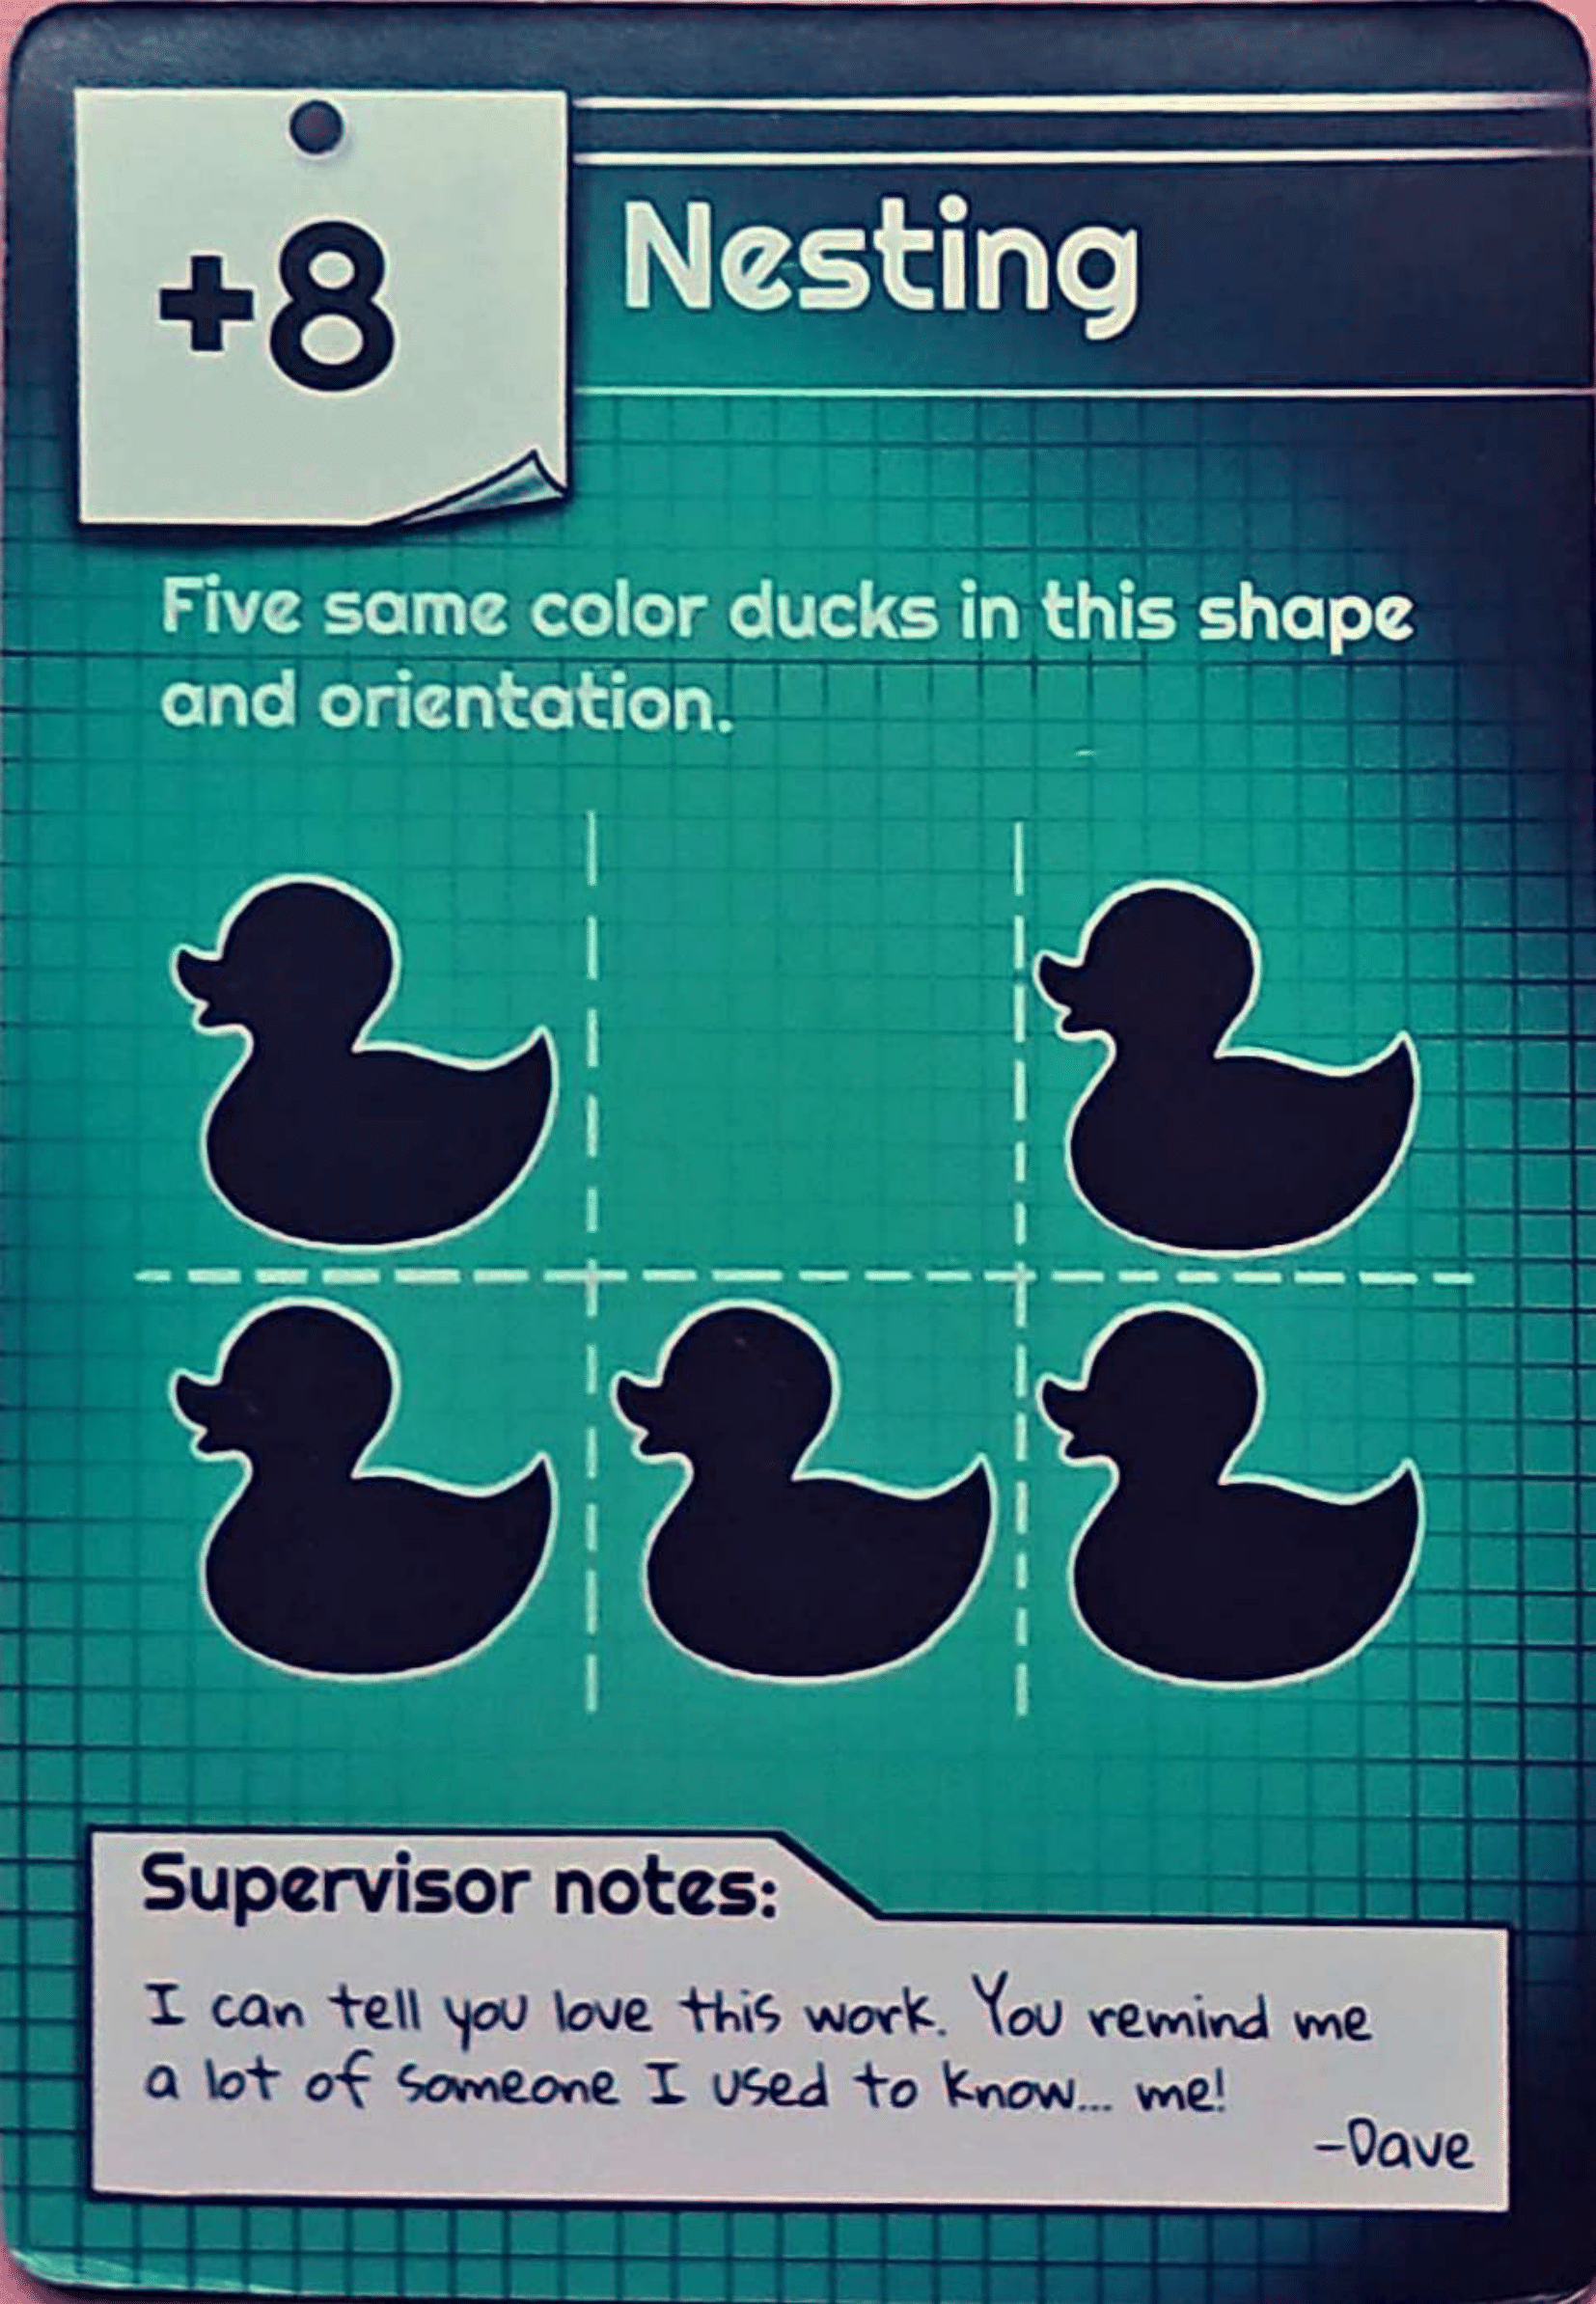 +8
Nesting
Five same color ducks in this shape
and orientation.
Supervisor notes:
I can tell you love this work. You remind me
a lot of someone I used to know... me!
-Dave